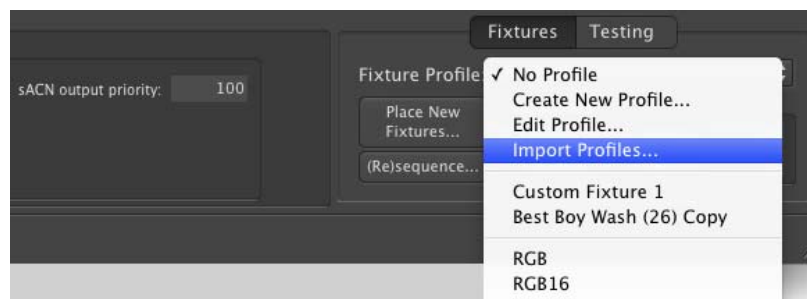 Fixtures Testing
sACN output priority: 100
Fixture Profile:
✓ No Profile
Create New Profile...
Edit Profile...
Import Profiles...
Place New
Fixtures...
(Re)sequence...
Custom Fixture 1
Best Boy Wash (26) Copy
RGB
RGB16